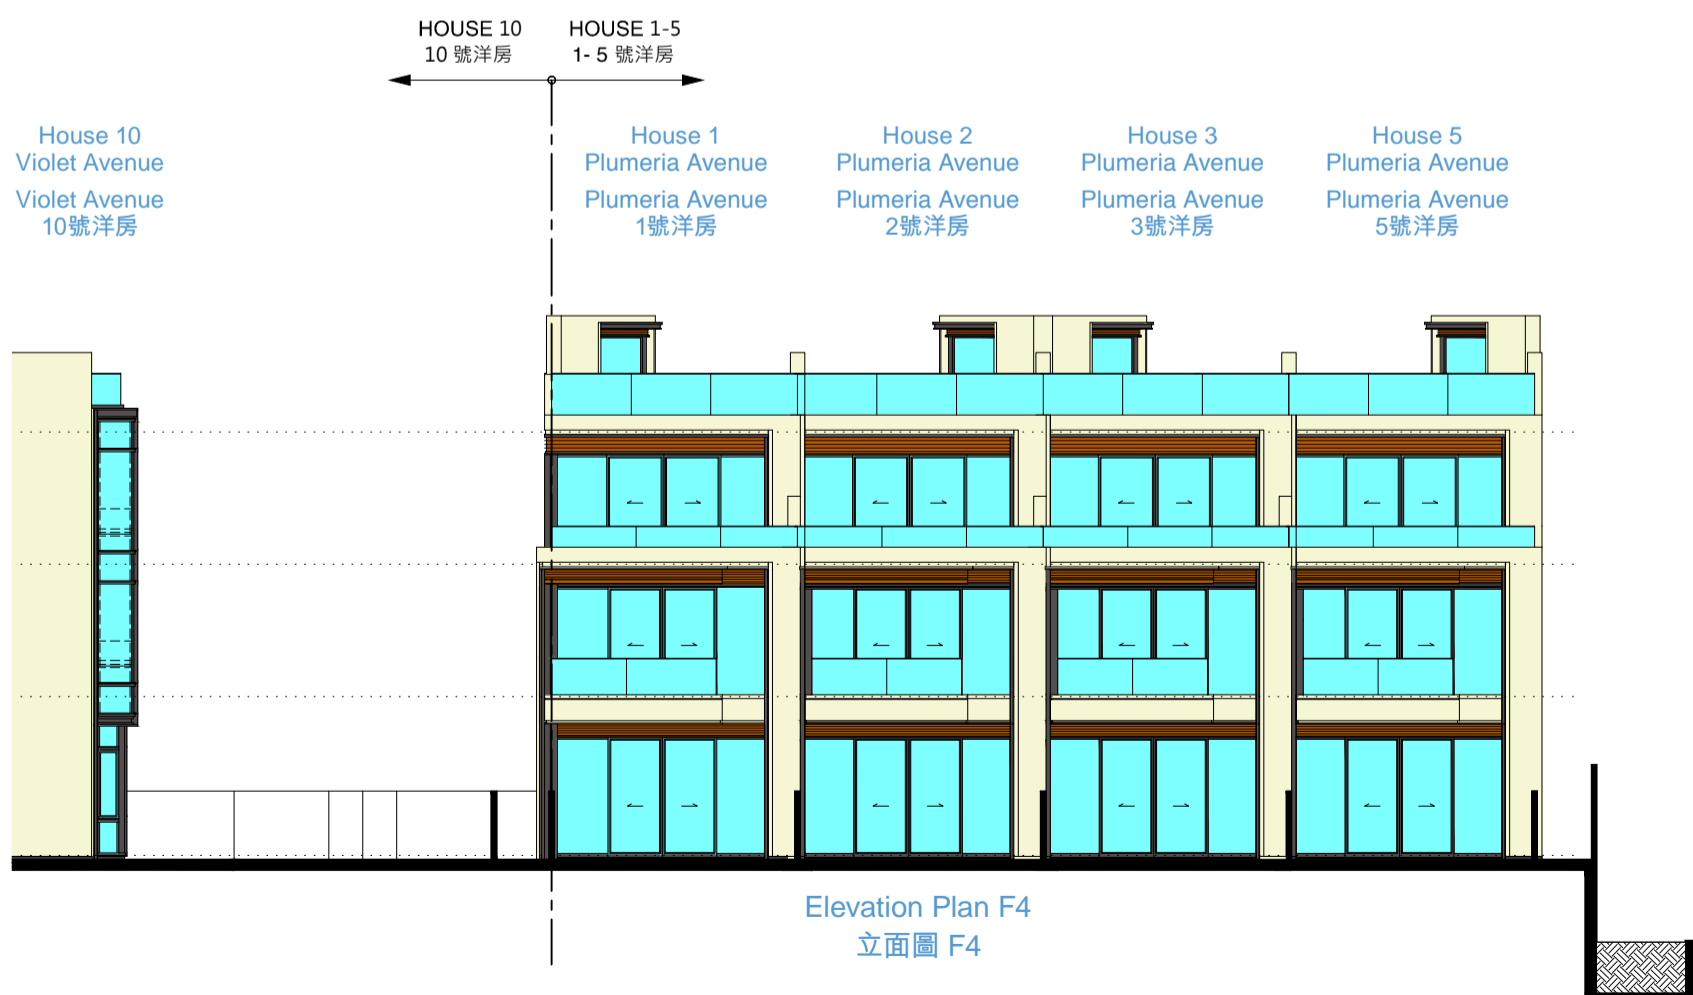 HOUSE 10
10 號洋房
HOUSE 1-5
1- 5 號洋房
House 10
Violet Avenue
Violet Avenue
10號洋房
House 1
Plumeria Avenue
Plumeria Avenue
1號洋房
House 2
Plumeria Avenue
Plumeria Avenue
2號洋房
House 3
Plumeria Avenue
Plumeria Avenue
3號洋房
House 5
Plumeria Avenue
Plumeria Avenue
5號洋房
Elevation Plan F4
立面圖 F4